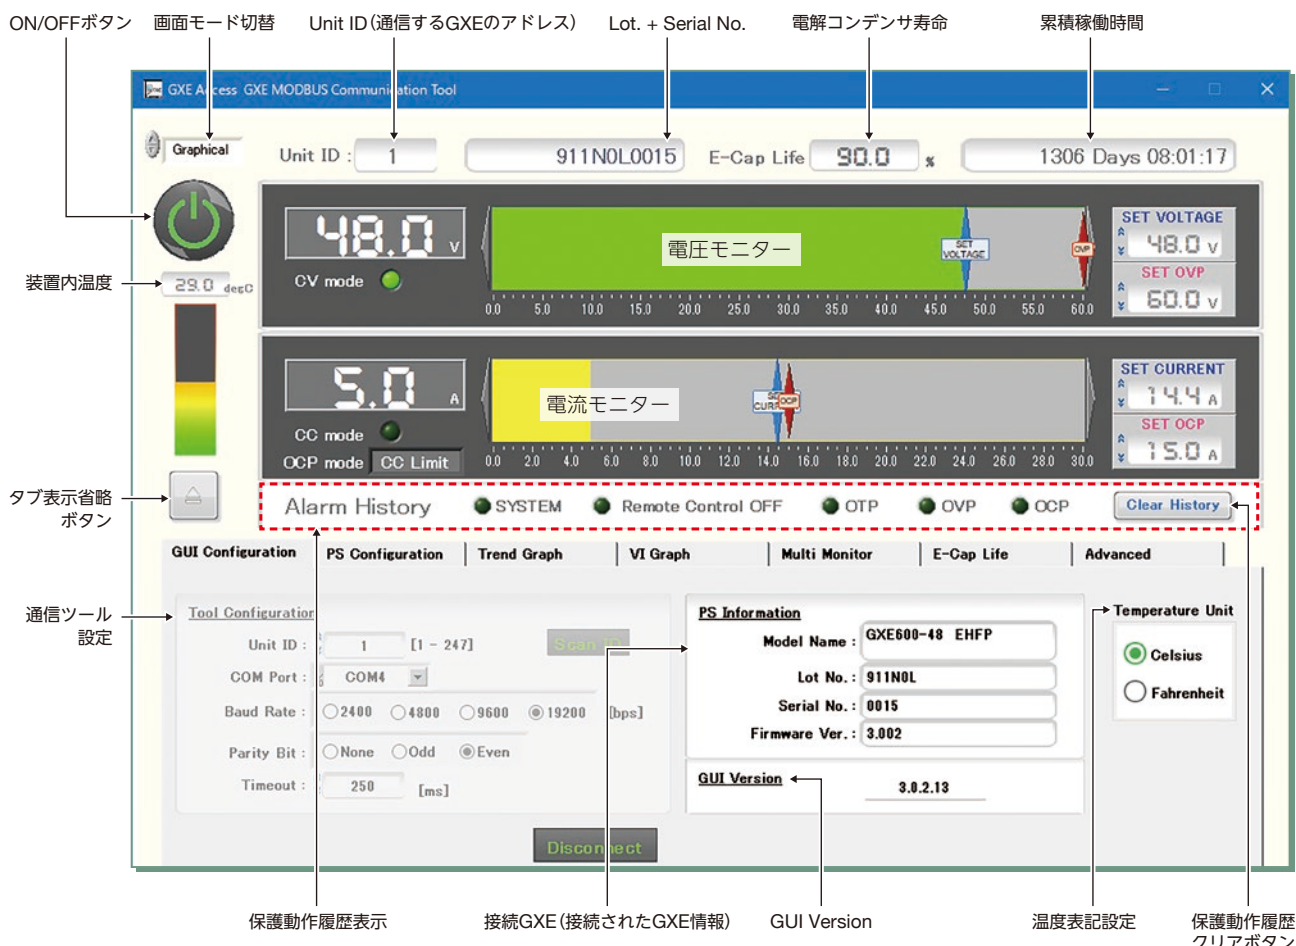 ON/OFFボタン 画面モード切替 Unit ID（通信するGXEのアドレス） Lot. + Serial No. 電解コンデンサ寿命 累積稼働時間
GXE Access GXE MODBUS Communication Tool
Graphical Unit ID : 1 911N0L0015 E-Cap Life 90.0 % 1306 Days 08:01:17
48.0 V
CV mode
電圧モニター
SET VOLTAGE
OVP
0.0 5.0 10.0 15.0 20.0 25.0 30.0 35.0 40.0 45.0 50.0 55.0 60.0
SET VOLTAGE
48.0 V
SET OVP
60.0 V
装置内温度
29.0 degC
5.0 A
CC mode
OCP mode CC Limit
電流モニター
OCP
0.0 2.0 4.0 6.0 8.0 10.0 12.0 14.0 16.0 18.0 20.0 22.0 24.0 26.0 28.0 30.0
SET CURRENT
14.4 A
SET OCP
15.0 A
タブ表示省略
ボタン
Alarm History SYSTEM Remote Control OFF OTP OVP OCP Clear History
GUI Configuration PS Configuration Trend Graph VI Graph Multi Monitor E-Cap Life Advanced
通信ツール
設定
Tool Configuration
Unit ID : 1 [1 - 247] Scan ID
COM Port : COM4
Baud Rate : 2400 4800 9600 19200 [bps]
Parity Bit : None Odd Even
Timeout : 250 [ms]
Disconnect
PS Information
Model Name : GXE600-48 EHFP
Lot No. : 911N0L
Serial No. : 0015
Firmware Ver. : 3.002
GUI Version
3.0.2.13
Temperature Unit
Celsius
Fahrenheit
保護動作履歴表示 接続GXE（接続されたGXE情報） GUI Version 温度表記設定 保護動作履歴
クリアボタン